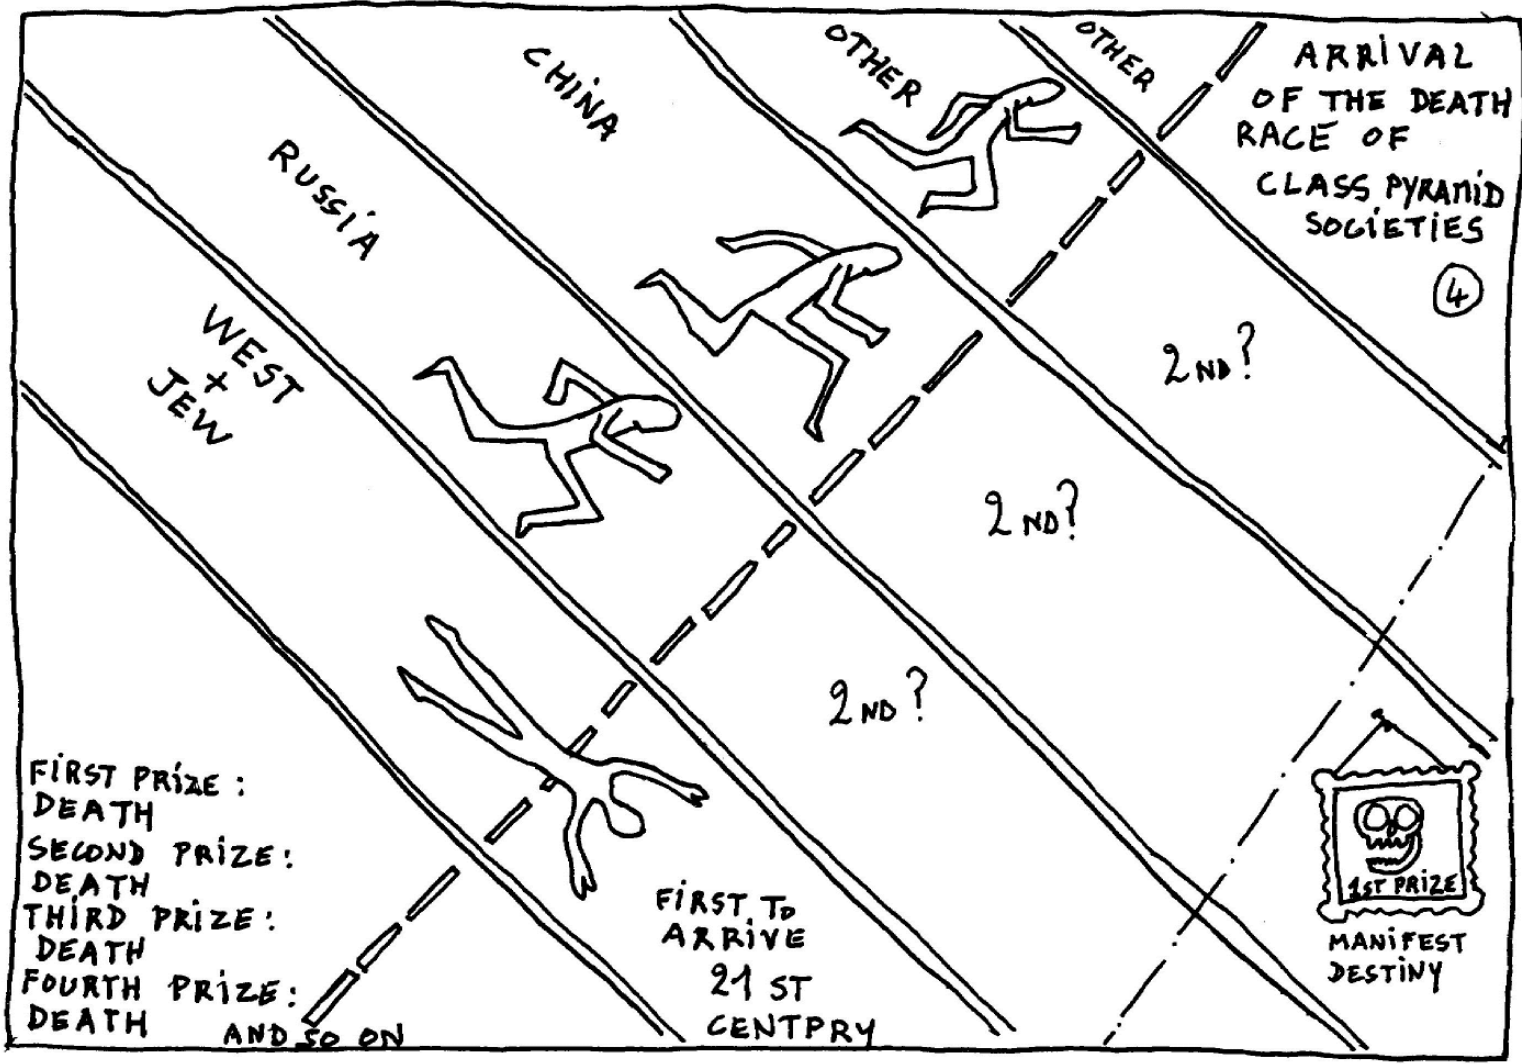 CHINA
OTHER
OTHER
RUSSIA
WEST
+
JEW
ARRIVAL
OF THE DEATH
RACE OF
CLASS PYRAMID
SOCIETIES
4
2ND?
2ND?
2ND?
FIRST PRIZE:
DEATH
SECOND PRIZE:
DEATH
THIRD PRIZE:
DEATH
FOURTH PRIZE:
DEATH
AND SO ON
FIRST TO
ARRIVE
21ST
CENTPRY
1ST PRIZE
MANIFEST
DESTINY